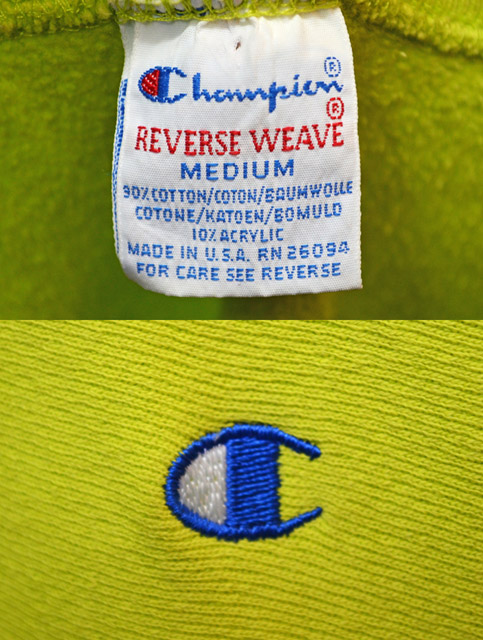 Champion®
REVERSE WEAVE®
MEDIUM
90% COTTON/COTON/BAUMWOLLE
COTONE/KATOEN/BOMULD
10% ACRYLIC
MADE IN U.S.A. RN 26094
FOR CARE SEE REVERSE
C